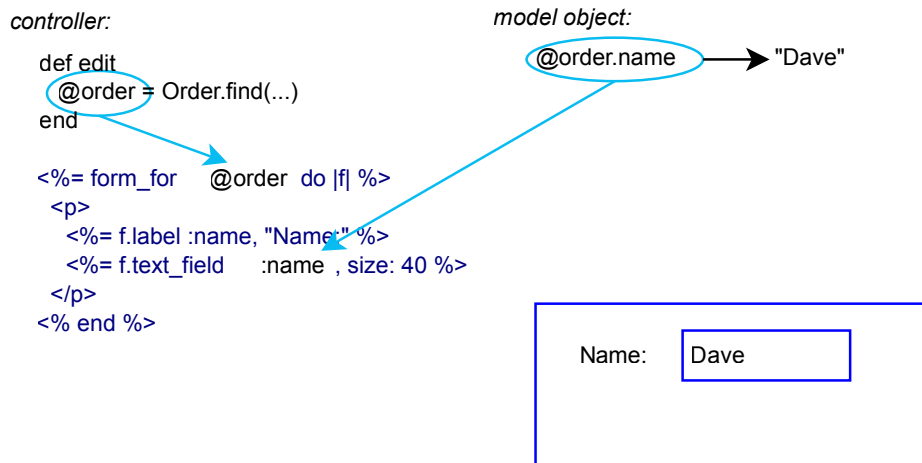 controller:
def edit
@order = Order.find(...)
end
model object:
@order.name "Dave"
<%= form_for @order do |f| %>
<p>
<%= f.label :name, "Name:" %>
<%= f.text_field :name , size: 40 %>
</p>
<% end %>
Name: Dave